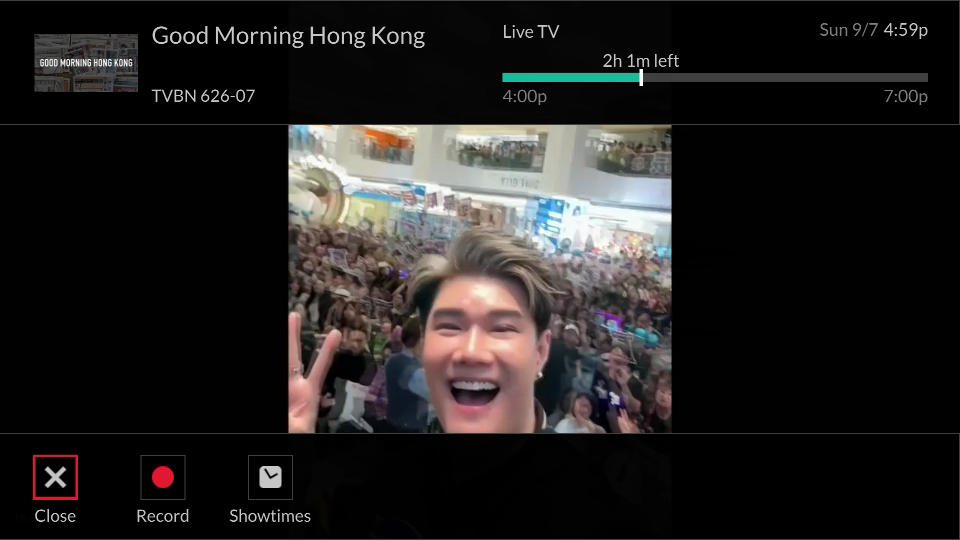 Good Morning Hong Kong
GOOD MORNING HONG KONG
TVBN 626-07
Live TV
Sun 9/7 4:59p
2h 1m left
4:00p
7:00p
Close
Record
Showtimes